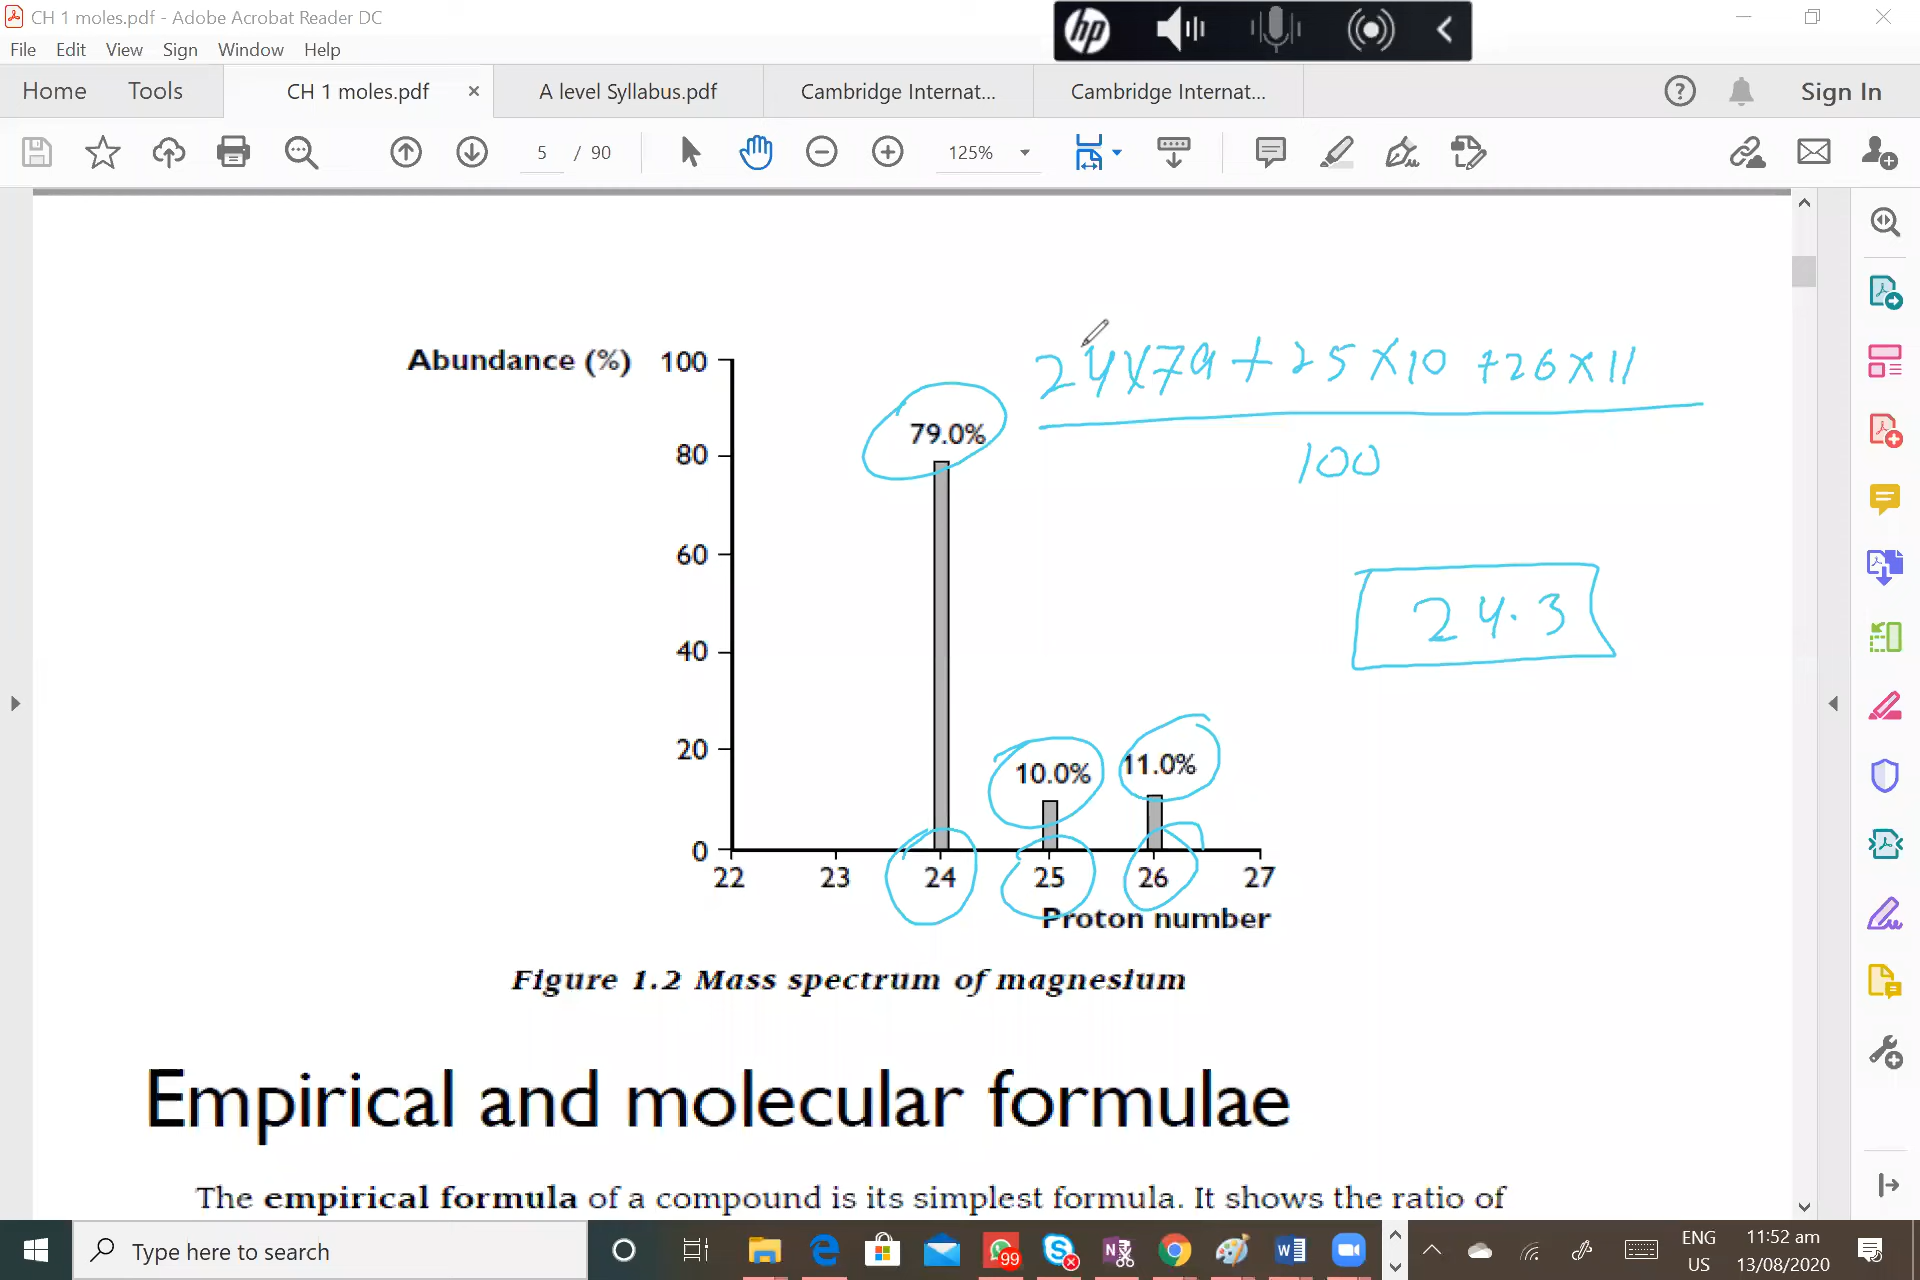 CH 1 moles.pdf - Adobe Acrobat Reader DC
hp
File Edit View Sign Window Help
Home Tools CH 1 moles.pdf × A level Syllabus.pdf Cambridge Internat... Cambridge Internat... ? Sign In
5 / 90 125%
Abundance (%) 100
80
60
40
20
0
79.0%
10.0%
11.0%
22 23 24 25 26 27
Proton number
24x79 + 25 x 10 + 26 x 11
100
24.3
Figure 1.2 Mass spectrum of magnesium
Empirical and molecular formulae
The empirical formula of a compound is its simplest formula. It shows the ratio of
Type here to search
99
ENG
US
11:52 am
13/08/2020